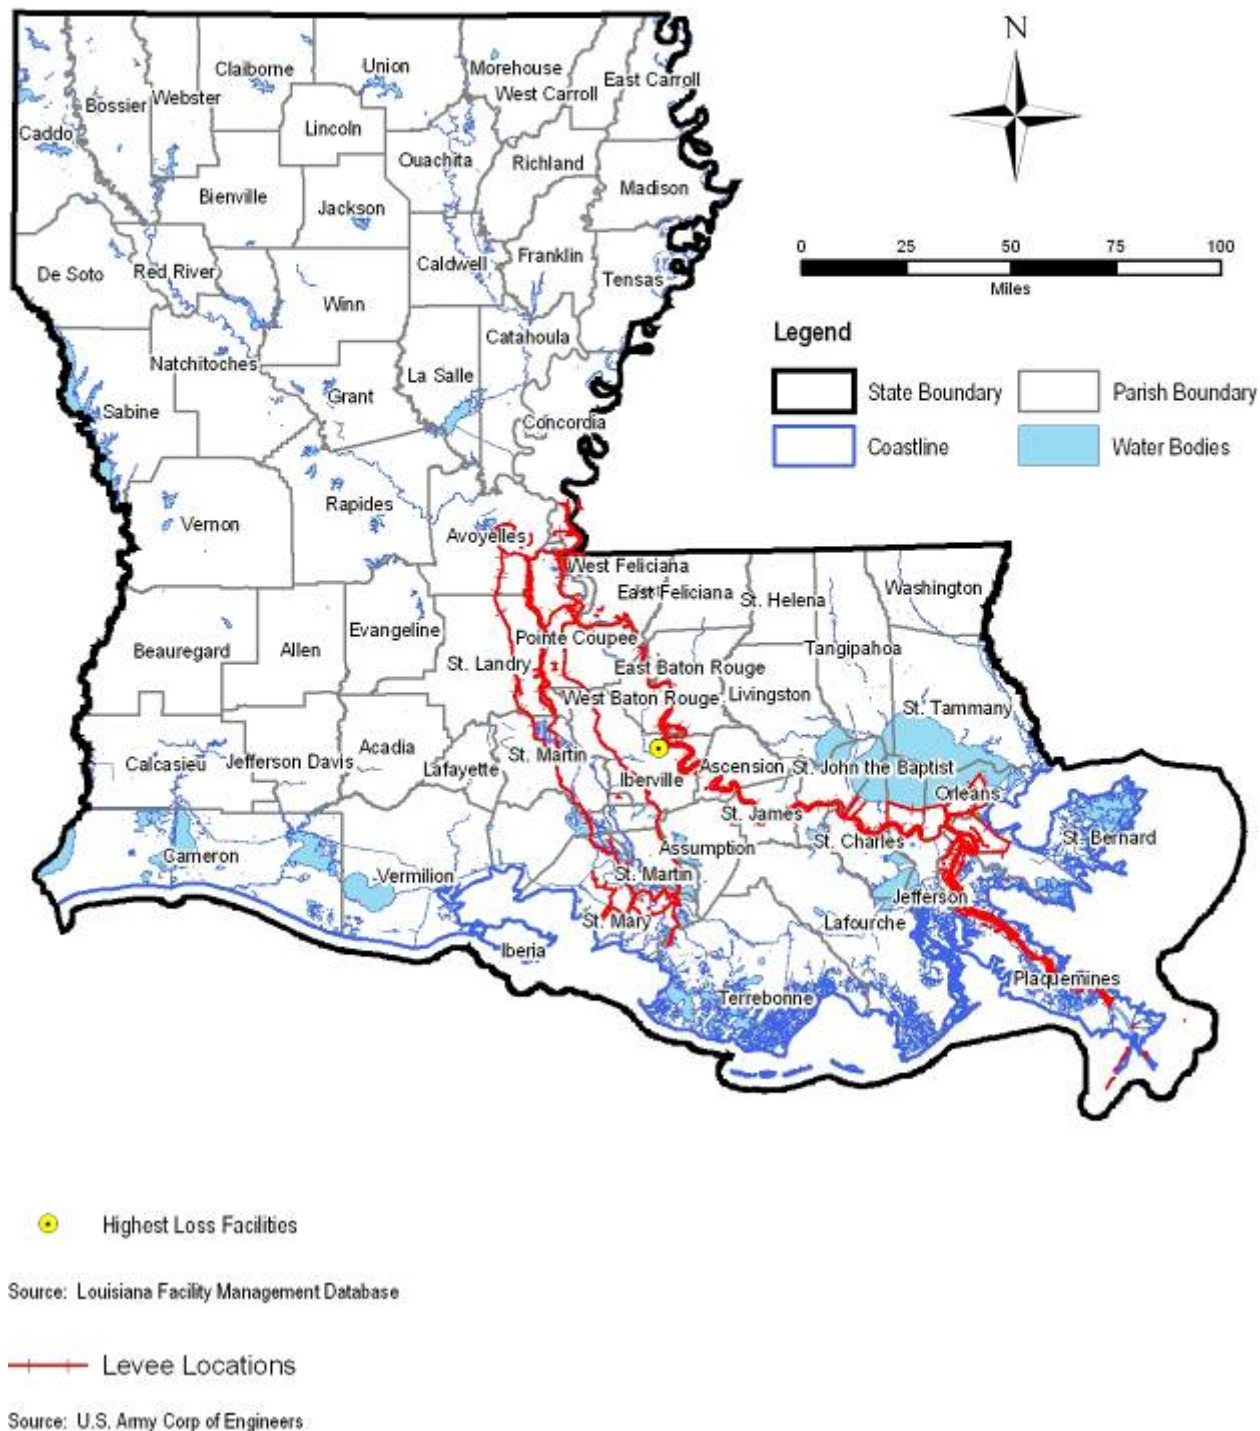 N
Claiborne
Union
Morehouse
West Carroll
East Carroll
Bossier
Webster
Caddo
Lincoln
Ouachita
Richland
Madison
Bienville
Jackson
0 25 50 75 100
Miles
De Soto
Red River
Caldwell
Franklin
Tensas
Winn
Legend
Catahoula
Natchitoches
Grant
La Salle
State Boundary
Parish Boundary
Sabine
Concordia
Coastline
Water Bodies
Vernon
Rapides
Avoyelles
West Feliciana
East Feliciana
St. Helena
Washington
Beauregard
Allen
Evangeline
Pointe Coupee
Tangipahoa
St. Landry
East Baton Rouge
West Baton Rouge
Livingston
St. Tammany
Calcasieu
Jefferson Davis
Acadia
Lafayette
St. Martin
Iberville
Ascension
St. John the Baptist
Orleans
St. James
St. Charles
St. Bernard
Cameron
Vermilion
Assumption
St. Martin
Jefferson
St. Mary
Lafourche
Iberia
Terrebonne
Plaquemines
Highest Loss Facilities
Source: Louisiana Facility Management Database
Levee Locations
Source: U.S. Army Corp of Engineers